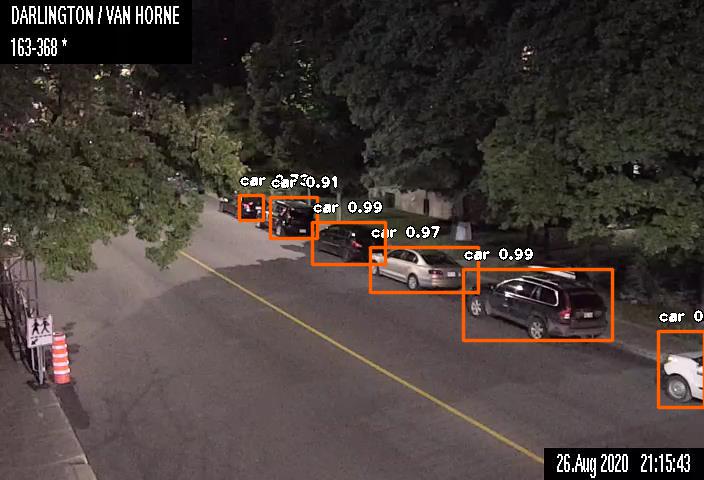 DARLINGTON / VAN HORNE
163-368 *
car 0.91
car 0.99
car 0.97
car 0.99
car 0
26.Aug 2020 21:15:43